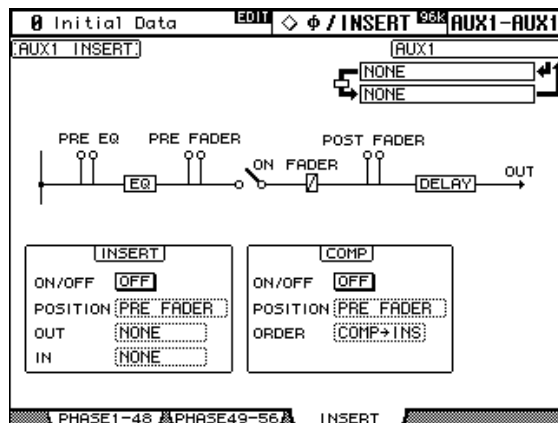 0 Initial Data EDIT ◇ Φ/INSERT 96k AUX1-AUX1
AUX1 INSERT
AUX1
NONE
NONE
PRE EQ PRE FADER POST FADER
ON FADER OUT
EQ DELAY
INSERT
ON/OFF OFF
POSITION PRE FADER
OUT NONE
IN NONE
COMP
ON/OFF OFF
POSITION PRE FADER
ORDER COMP→INS
PHASE1-48 PHASE49-56 INSERT